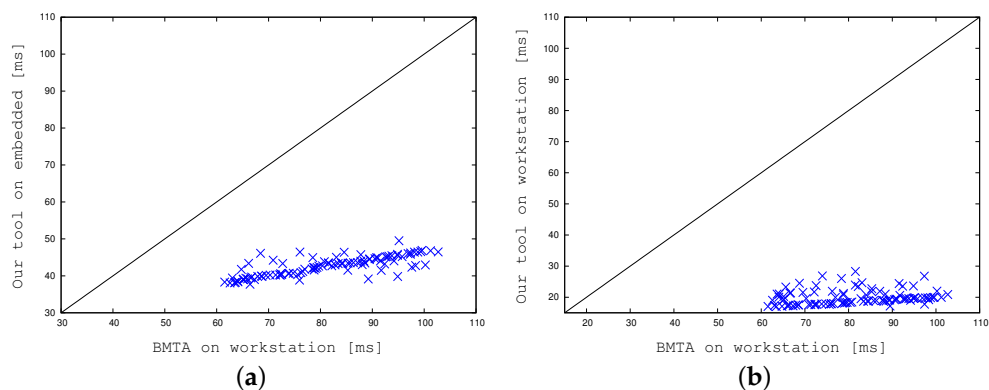 110
100
90
80
70
60
50
40
30
Our tool on embedded [ms]
30 40 50 60 70 80 90 100 110
BMTA on workstation [ms]
(a)
110
100
90
80
70
60
50
40
30
20
Our tool on workstation [ms]
20 30 40 50 60 70 80 90 100 110
BMTA on workstation [ms]
(b)